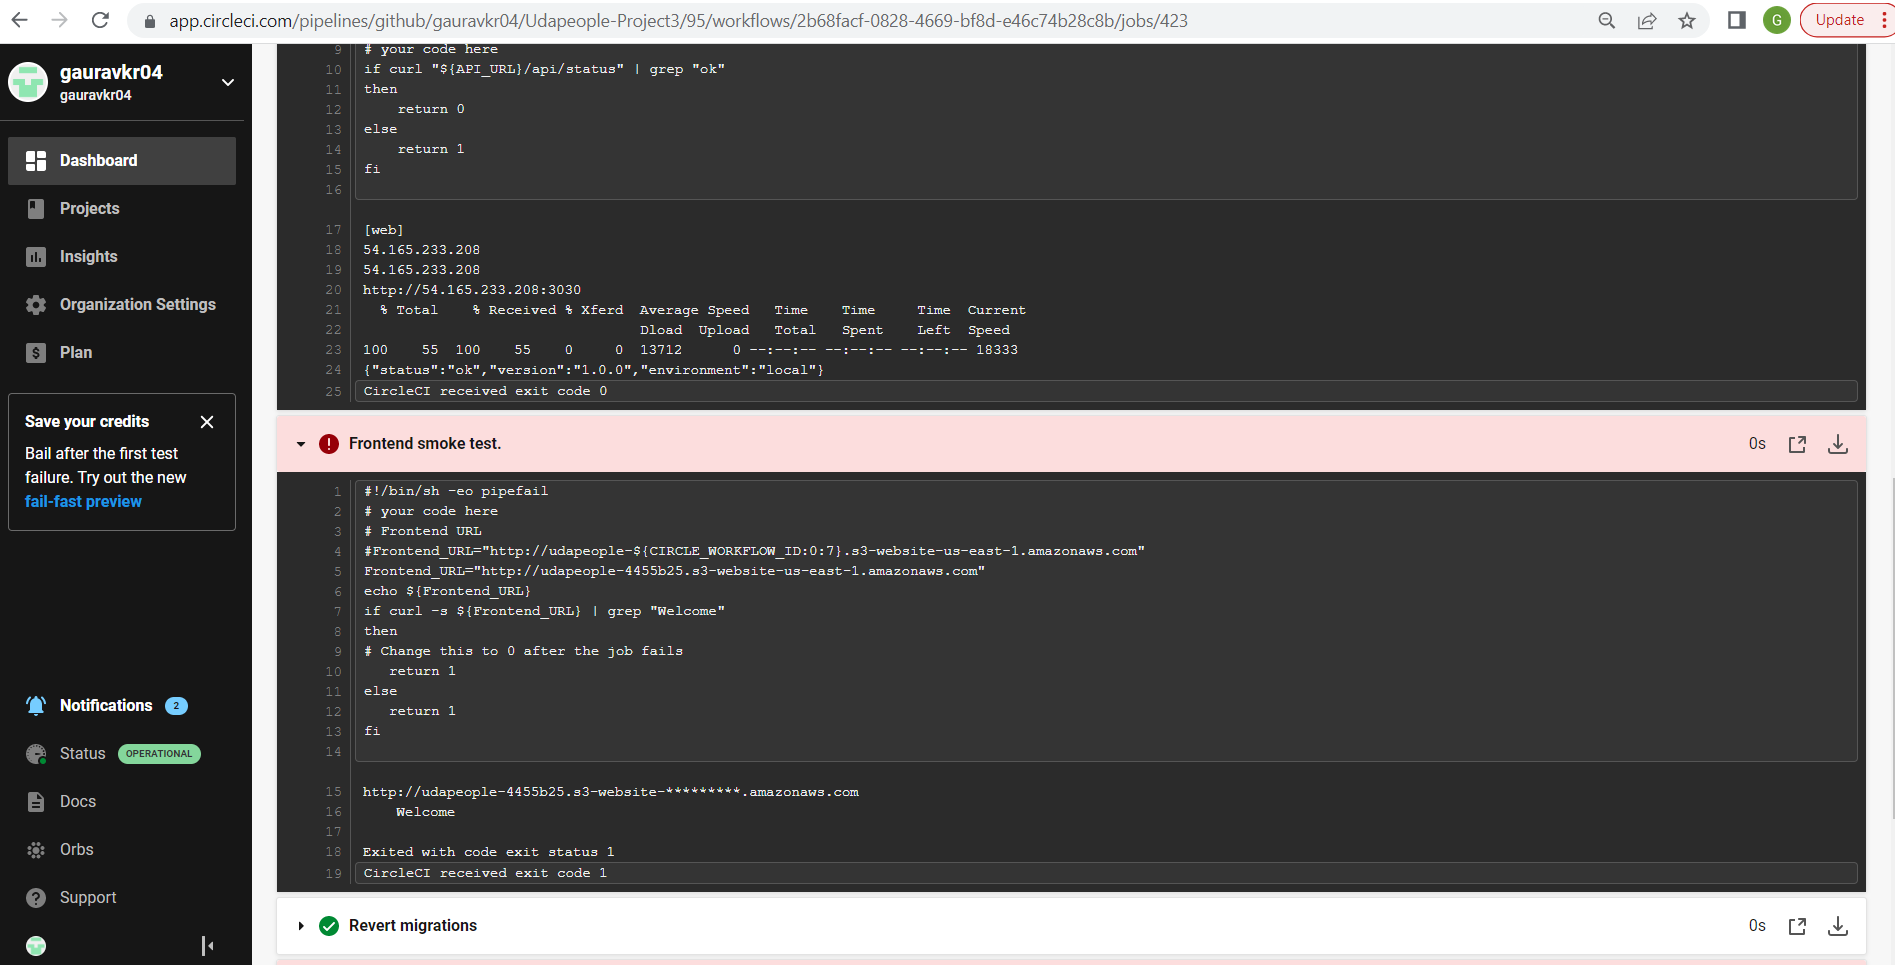 app.circleci.com/pipelines/github/gauravkr04/Udapeople-Project3/95/workflows/2b68facf-0828-4669-bf8d-e46c74b28c8b/jobs/423
G
Update
gauravkr04
gauravkr04
Dashboard
Projects
Insights
Organization Settings
$
Plan
Save your credits
Bail after the first test
failure. Try out the new
fail-fast preview
Notifications 2
Status OPERATIONAL
Docs
Orbs
?
Support
9 # your code here
10 if curl "${API_URL}/api/status" | grep "ok"
11 then
12 return 0
13 else
14 return 1
15 fi
16
17 [web]
18 54.165.233.208
19 54.165.233.208
20 http://54.165.233.208:3030
21 % Total % Received % Xferd Average Speed Time Time Time Current
22 Dload Upload Total Spent Left Speed
23 100 55 100 55 0 0 13712 0 --:--:-- --:--:-- --:--:-- 18333
24 {"status":"ok","version":"1.0.0","environment":"local"}
25 CircleCI received exit code 0
! Frontend smoke test. 0s
1 #!/bin/sh -eo pipefail
2 # your code here
3 # Frontend URL
4 #Frontend_URL="http://udapeople-${CIRCLE_WORKFLOW_ID:0:7}.s3-website-us-east-1.amazonaws.com"
5 Frontend_URL="http://udapeople-4455b25.s3-website-us-east-1.amazonaws.com"
6 echo ${Frontend_URL}
7 if curl -s ${Frontend_URL} | grep "Welcome"
8 then
9 # Change this to 0 after the job fails
10 return 1
11 else
12 return 1
13 fi
14
15 http://udapeople-4455b25.s3-website-*********.amazonaws.com
16 Welcome
17
18 Exited with code exit status 1
19 CircleCI received exit code 1
Revert migrations 0s